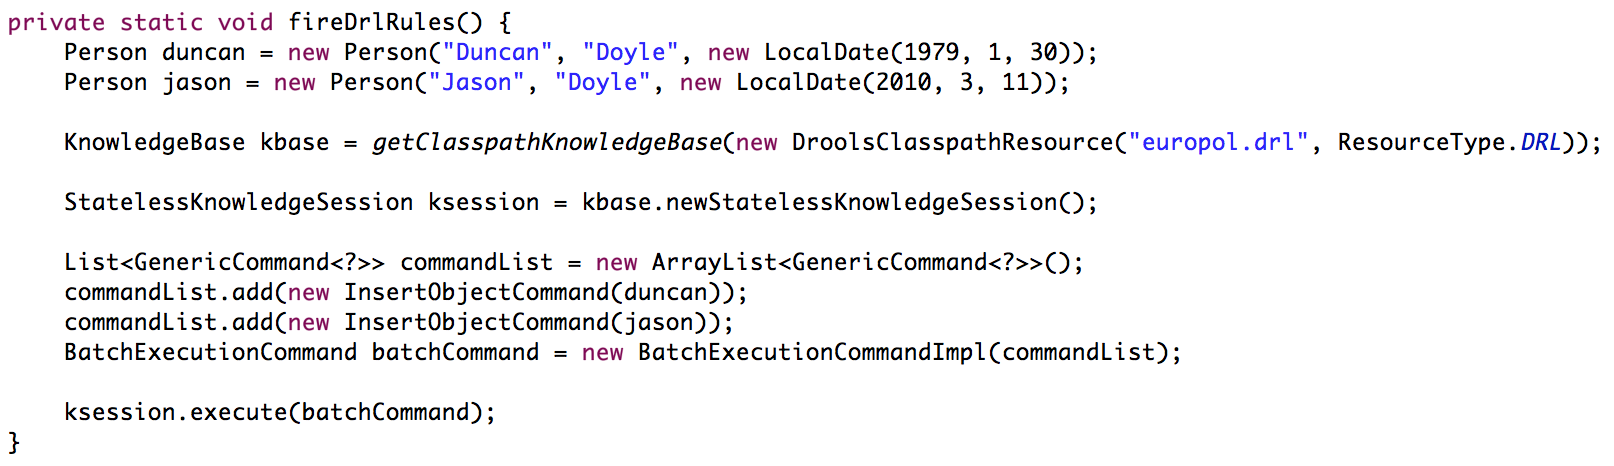 private static void fireDrlRules() {
    Person duncan = new Person("Duncan", "Doyle", new LocalDate(1979, 1, 30));
    Person jason = new Person("Jason", "Doyle", new LocalDate(2010, 3, 11));

    KnowledgeBase kbase = getClasspathKnowledgeBase(new DroolsClasspathResource("europol.drl", ResourceType.DRL));

    StatelessKnowledgeSession ksession = kbase.newStatelessKnowledgeSession();

    List<GenericCommand<?>> commandList = new ArrayList<GenericCommand<?>>();
    commandList.add(new InsertObjectCommand(duncan));
    commandList.add(new InsertObjectCommand(jason));
    BatchExecutionCommand batchCommand = new BatchExecutionCommandImpl(commandList);

    ksession.execute(batchCommand);
}